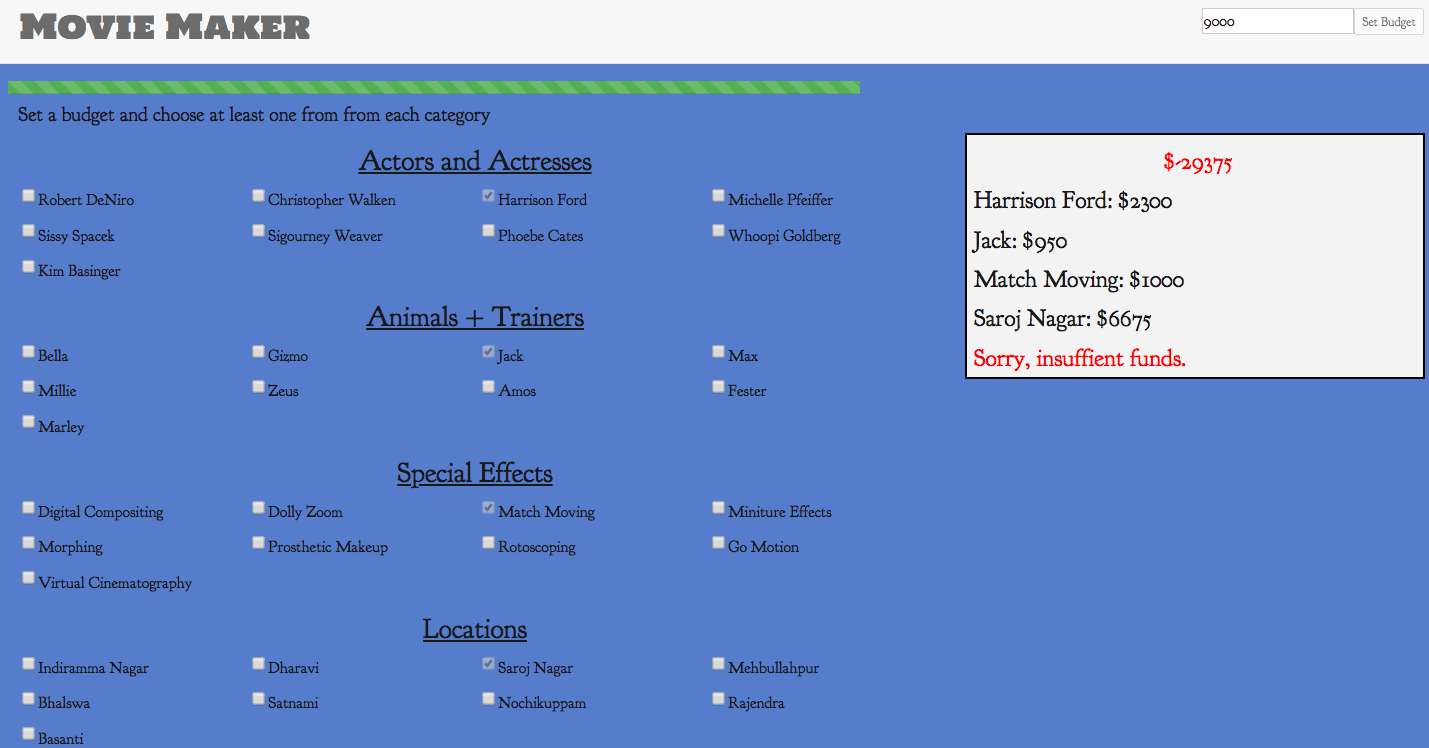 Movie Maker
9000 Set Budget
Set a budget and choose at least one from from each category
Actors and Actresses
Robert DeNiro Christopher Walken Harrison Ford Michelle Pfeiffer
Sissy Spacek Sigourney Weaver Phoebe Cates Whoopi Goldberg
Kim Basinger
Animals + Trainers
Bella Gizmo Jack Max
Millie Zeus Amos Fester
Marley
Special Effects
Digital Compositing Dolly Zoom Match Moving Miniture Effects
Morphing Prosthetic Makeup Rotoscoping Go Motion
Virtual Cinematography
Locations
Indiramma Nagar Dharavi Saroj Nagar Mehbullahpur
Bhalswa Satnami Nochikuppam Rajendra
Basanti
$-29375
Harrison Ford: $2300
Jack: $950
Match Moving: $1000
Saroj Nagar: $6675
Sorry, insuffient funds.